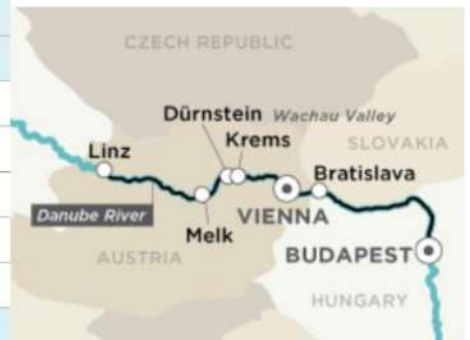 CZECH REPUBLIC
Dürnstein Wachau Valley
Krems
SLOVAKIA
Linz
Bratislava
Danube River
VIENNA
Melk
AUSTRIA
BUDAPEST
HUNGARY